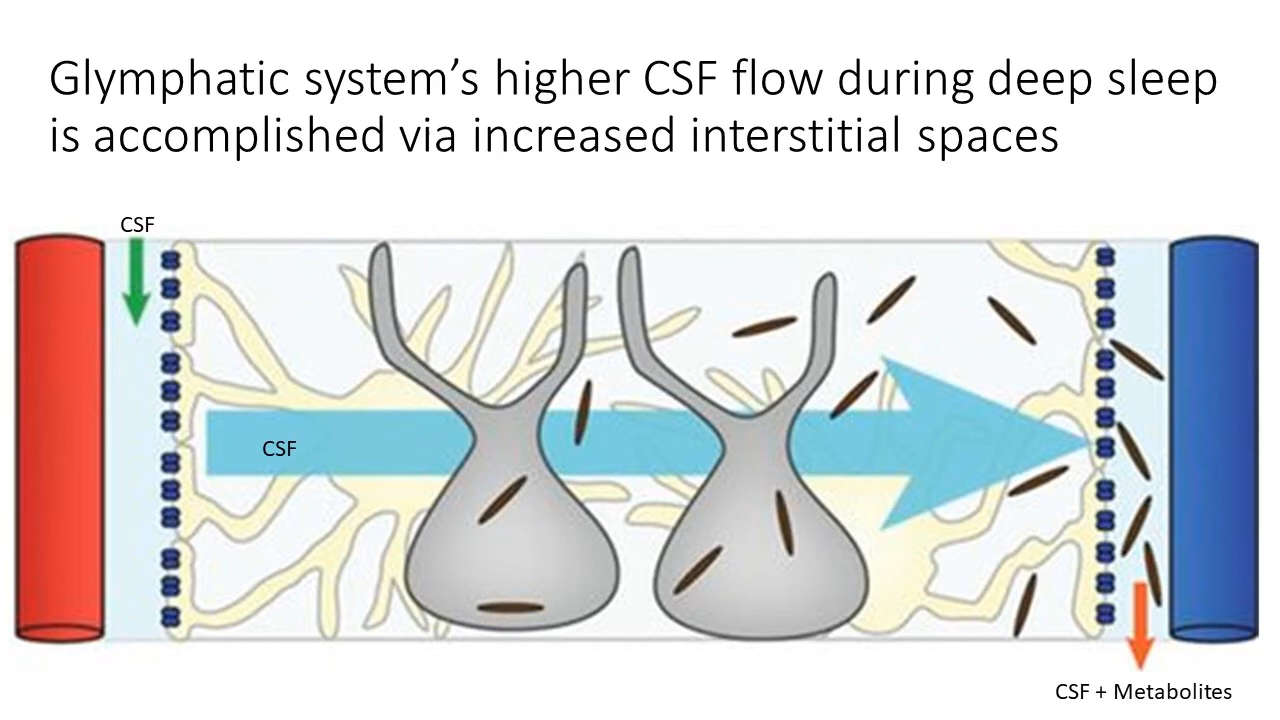 Glymphatic system’s higher CSF flow during deep sleep
is accomplished via increased interstitial spaces
CSF
CSF
CSF + Metabolites